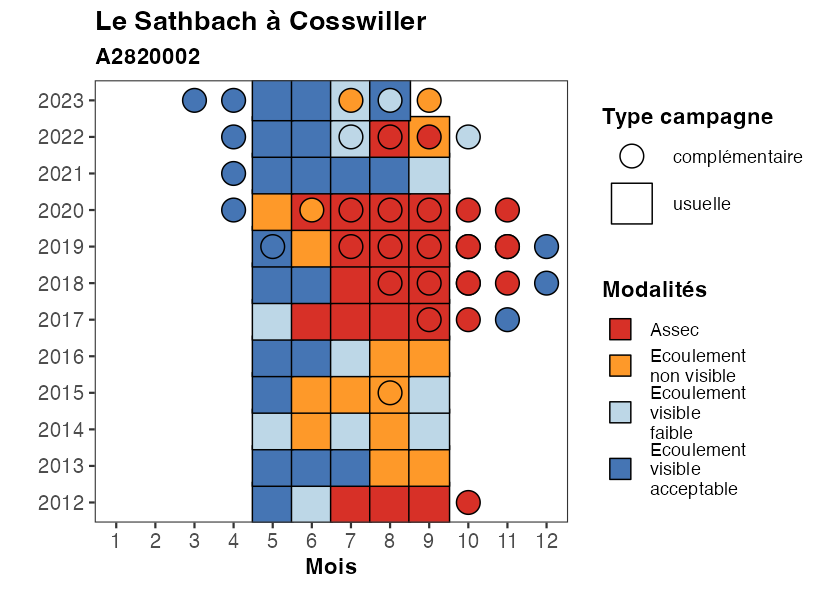 Le Sathbach à Cosswiller
A2820002
2023
2022
2021
2020
2019
2018
2017
2016
2015
2014
2013
2012
1 2 3 4 5 6 7 8 9 10 11 12
Mois
Type campagne
complémentaire
usuelle
Modalités
Assec
Ecoulement
non visible
Ecoulement
visible
faible
Ecoulement
visible
acceptable